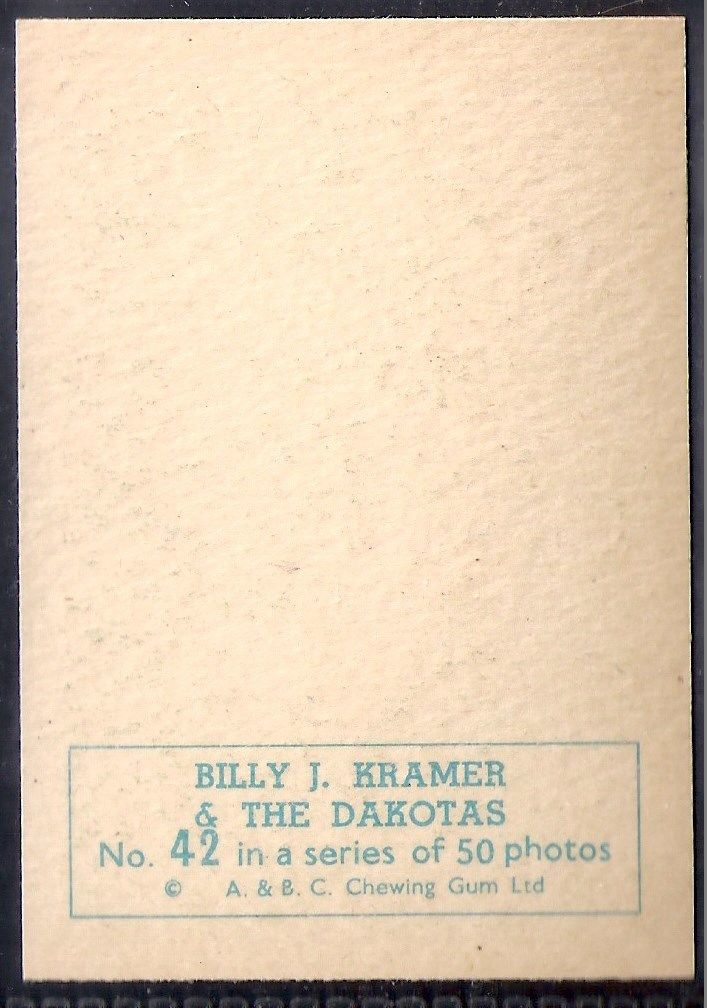 BILLY J. KRAMER
& THE DAKOTAS
No. 42 in a series of 50 photos
© A. & B. C. Chewing Gum Ltd